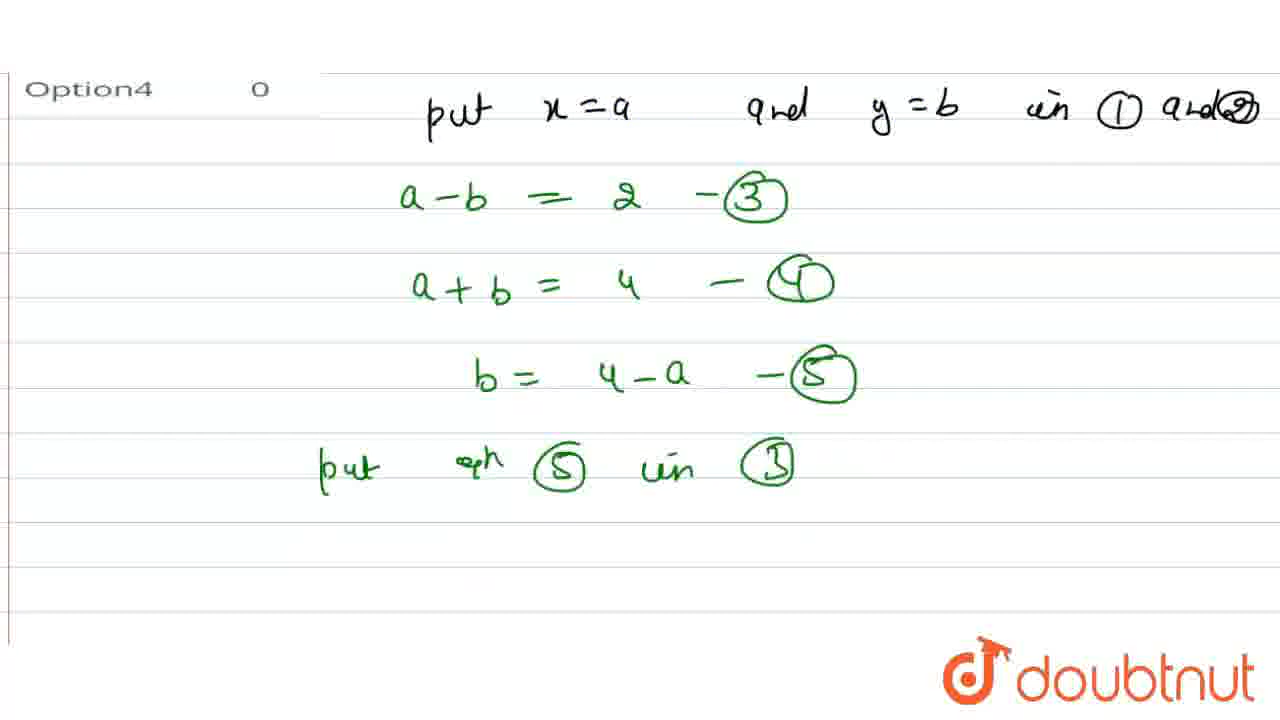 Option4 0
put x = a and y = b in ① and ②
a - b = 2 - ③
a + b = 4 - ④
b = 4 - a - ⑤
put eqn ⑤ in ③
doubtnut